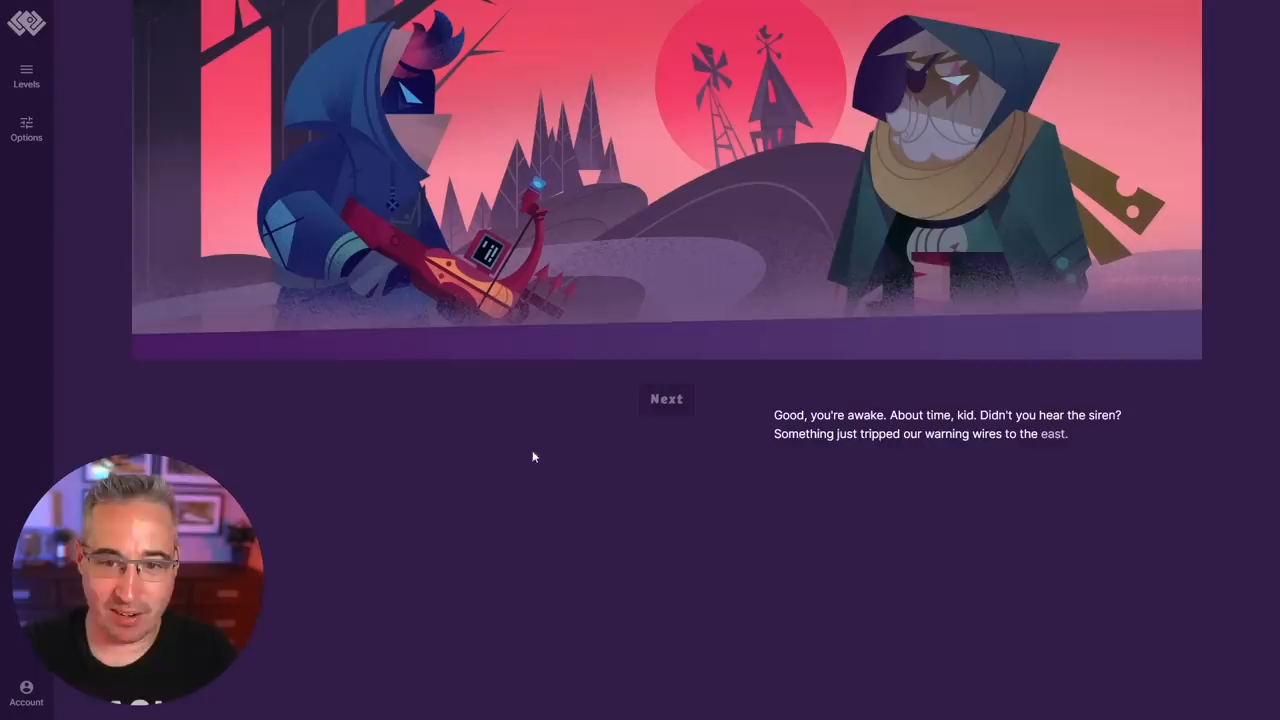 Levels
Options
Next
Good, you're awake. About time, kid. Didn't you hear the siren?
Something just tripped our warning wires to the east.
Account